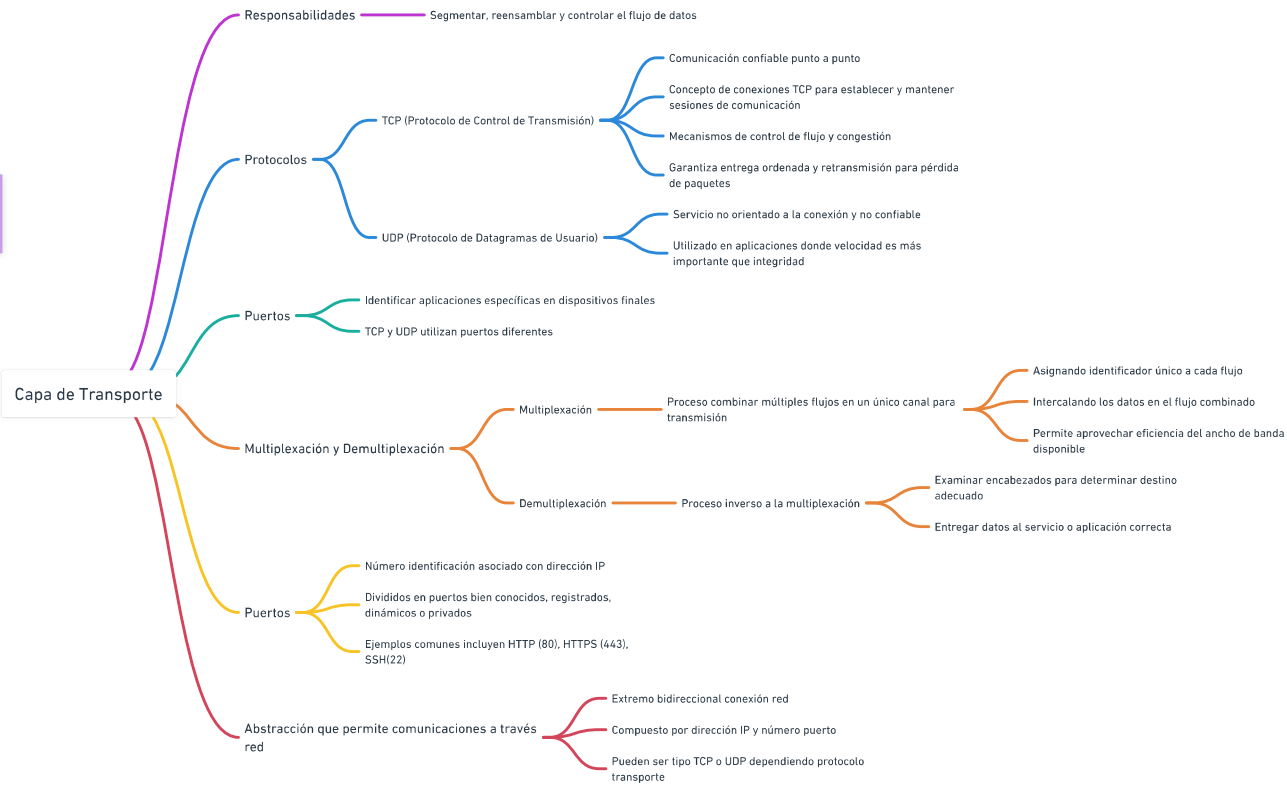 Capa de Transporte
Responsabilidades
Segmentar, reensamblar y controlar el flujo de datos
Protocolos
TCP (Protocolo de Control de Transmisión)
Comunicación confiable punto a punto
Concepto de conexiones TCP para establecer y mantener
sesiones de comunicación
Mecanismos de control de flujo y congestión
Garantiza entrega ordenada y retransmisión para pérdida
de paquetes
UDP (Protocolo de Datagramas de Usuario)
Servicio no orientado a la conexión y no confiable
Utilizado en aplicaciones donde velocidad es más
importante que integridad
Puertos
Identificar aplicaciones específicas en dispositivos finales
TCP y UDP utilizan puertos diferentes
Multiplexación y Demultiplexación
Multiplexación
Proceso combinar múltiples flujos en un único canal para
transmisión
Asignando identificador único a cada flujo
Intercalando los datos en el flujo combinado
Permite aprovechar eficiencia del ancho de banda
disponible
Demultiplexación
Proceso inverso a la multiplexación
Examinar encabezados para determinar destino
adecuado
Entregar datos al servicio o aplicación correcta
Puertos
Número identificación asociado con dirección IP
Divididos en puertos bien conocidos, registrados,
dinámicos o privados
Ejemplos comunes incluyen HTTP (80), HTTPS (443),
SSH(22)
Abstracción que permite comunicaciones a través
red
Extremo bidireccional conexión red
Compuesto por dirección IP y número puerto
Pueden ser tipo TCP o UDP dependiendo protocolo
transporte